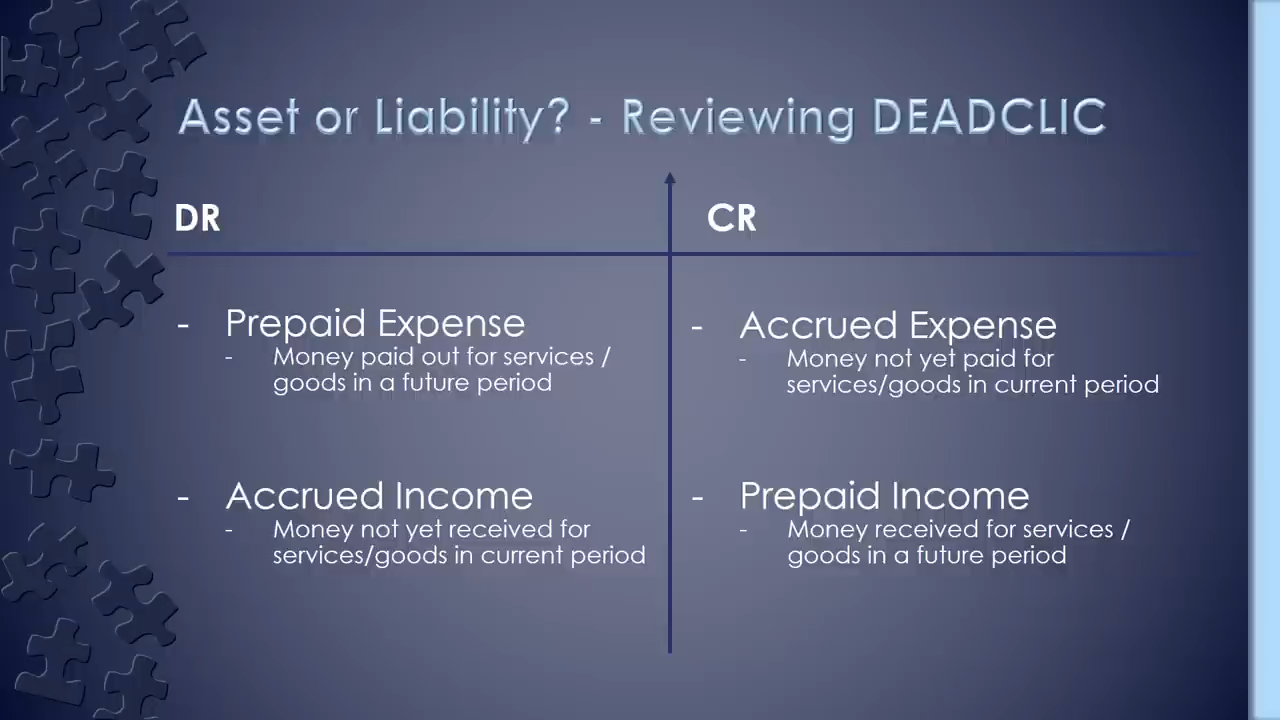 Asset or Liability? - Reviewing DEADCLIC
DR
CR
- Prepaid Expense
- Money paid out for services /
goods in a future period
- Accrued Income
- Money not yet received for
services/goods in current period
- Accrued Expense
- Money not yet paid for
services/goods in current period
- Prepaid Income
- Money received for services /
goods in a future period